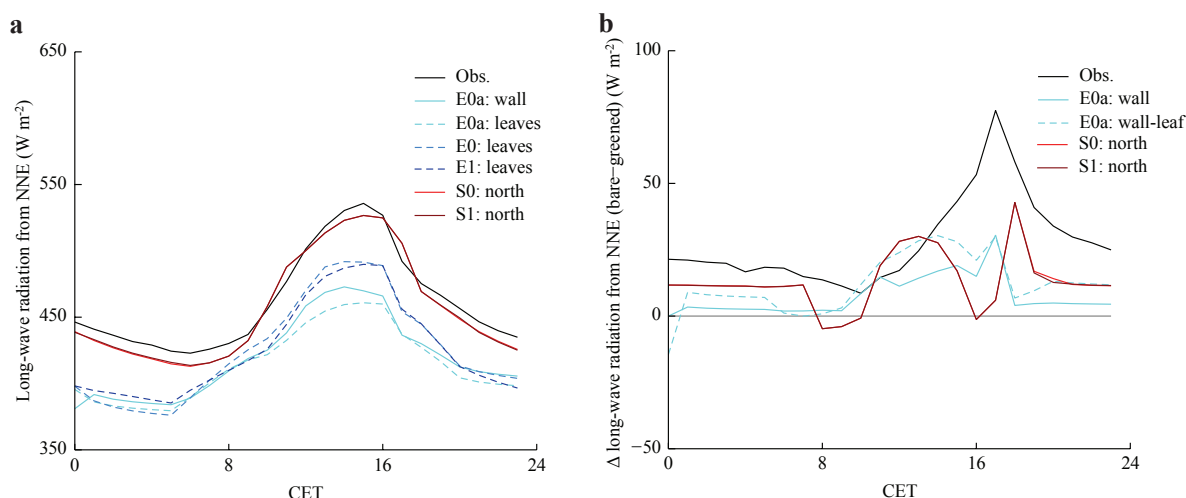 a
Long-wave radiation from NNE (W m⁻²)
650
550
450
350
0
8
16
24
CET
Obs.
E0a: wall
E0a: leaves
E0: leaves
E1: leaves
S0: north
S1: north
b
Δ long-wave radiation from NNE (bare−greened) (W m⁻²)
100
50
0
−50
0
8
16
24
CET
Obs.
E0a: wall
E0a: wall-leaf
S0: north
S1: north